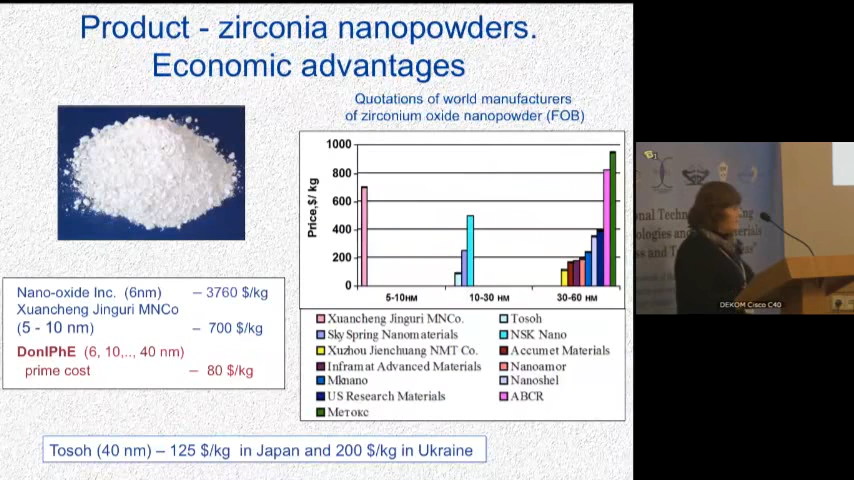 Product - zirconia nanopowders.
Economic advantages
Quotations of world manufacturers
of zirconium oxide nanopowder (FOB)
1000
800
600
400
200
0
Price,$/ kg
5-10нм
10-30 нм
30-60 нм
Xuancheng Jinguri MNCo.
Tosoh
Sky Spring Nanomaterials
NSK Nano
Xuzhou Jienchuang NMT Co.
Accumet Materials
Inframat Advanced Materials
Nanoamor
Mknano
Nanoshel
US Research Materials
ABCR
Метокс
Nano-oxide Inc. (6nm) – 3760 $/kg
Xuancheng Jinguri MNCo
(5 - 10 nm) – 700 $/kg
DonIPhE (6, 10,.., 40 nm)
prime cost – 80 $/kg
Tosoh (40 nm) – 125 $/kg in Japan and 200 $/kg in Ukraine
DEKOM Cisco C40